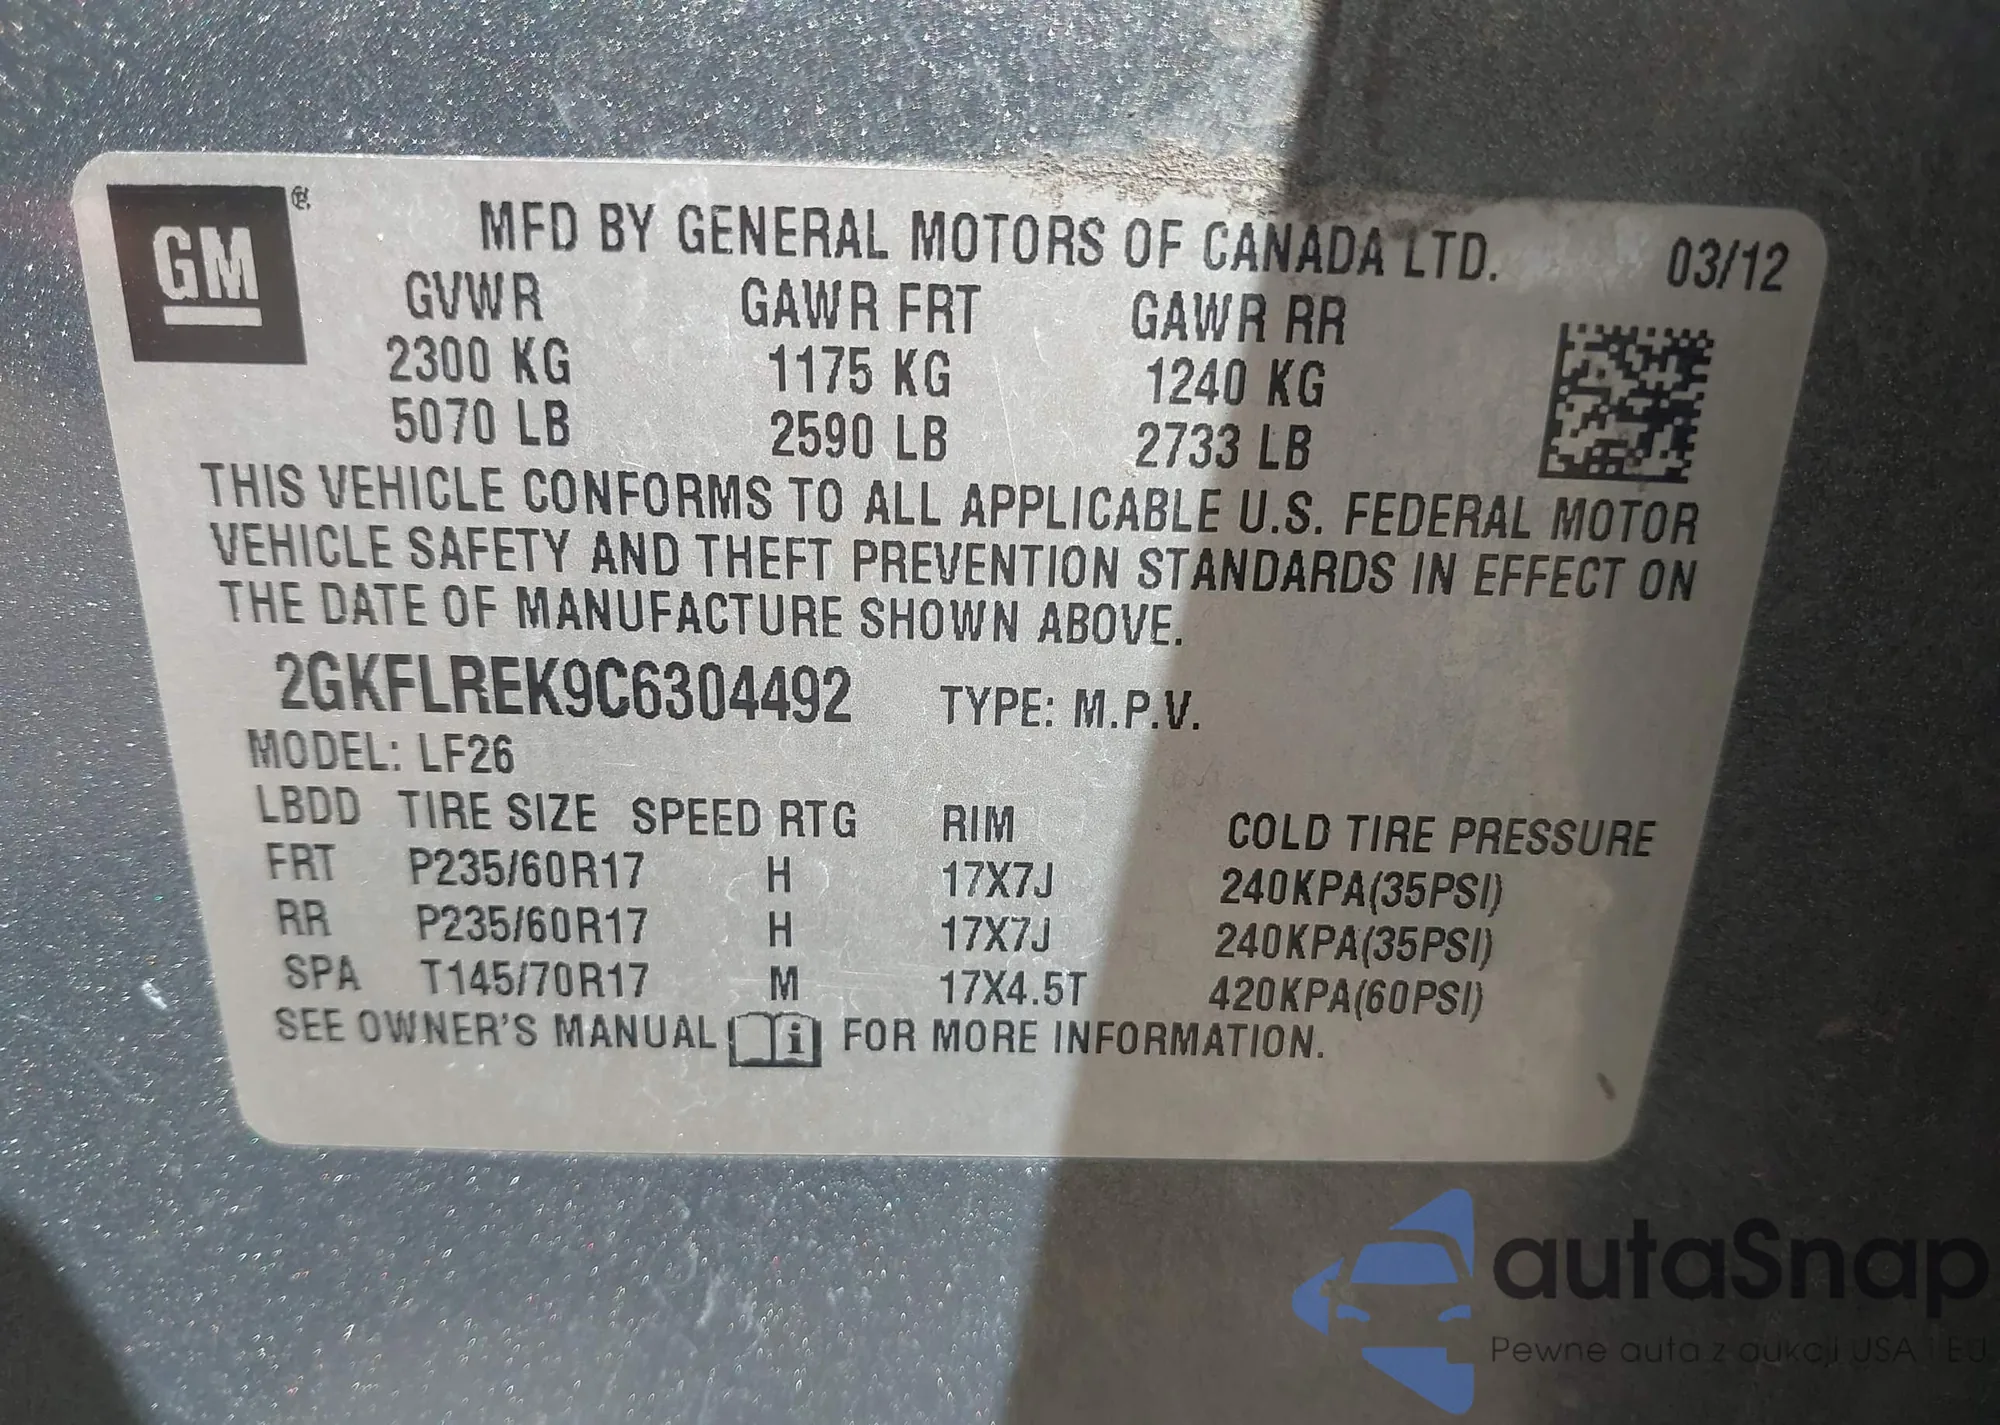 GM ®
MFD BY GENERAL MOTORS OF CANADA LTD. 03/12
GVWR GAWR FRT GAWR RR
2300 KG 1175 KG 1240 KG
5070 LB 2590 LB 2733 LB
THIS VEHICLE CONFORMS TO ALL APPLICABLE U.S. FEDERAL MOTOR
VEHICLE SAFETY AND THEFT PREVENTION STANDARDS IN EFFECT ON
THE DATE OF MANUFACTURE SHOWN ABOVE.
2GKFLREK9C6304492 TYPE: M.P.V.
MODEL: LF26
LBDD TIRE SIZE SPEED RTG RIM COLD TIRE PRESSURE
FRT P235/60R17 H 17X7J 240KPA(35PSI)
RR P235/60R17 H 17X7J 240KPA(35PSI)
SPA T145/70R17 M 17X4.5T 420KPA(60PSI)
SEE OWNER'S MANUAL i FOR MORE INFORMATION.
autaSnap
Pewne auta z aukcji USA i EU